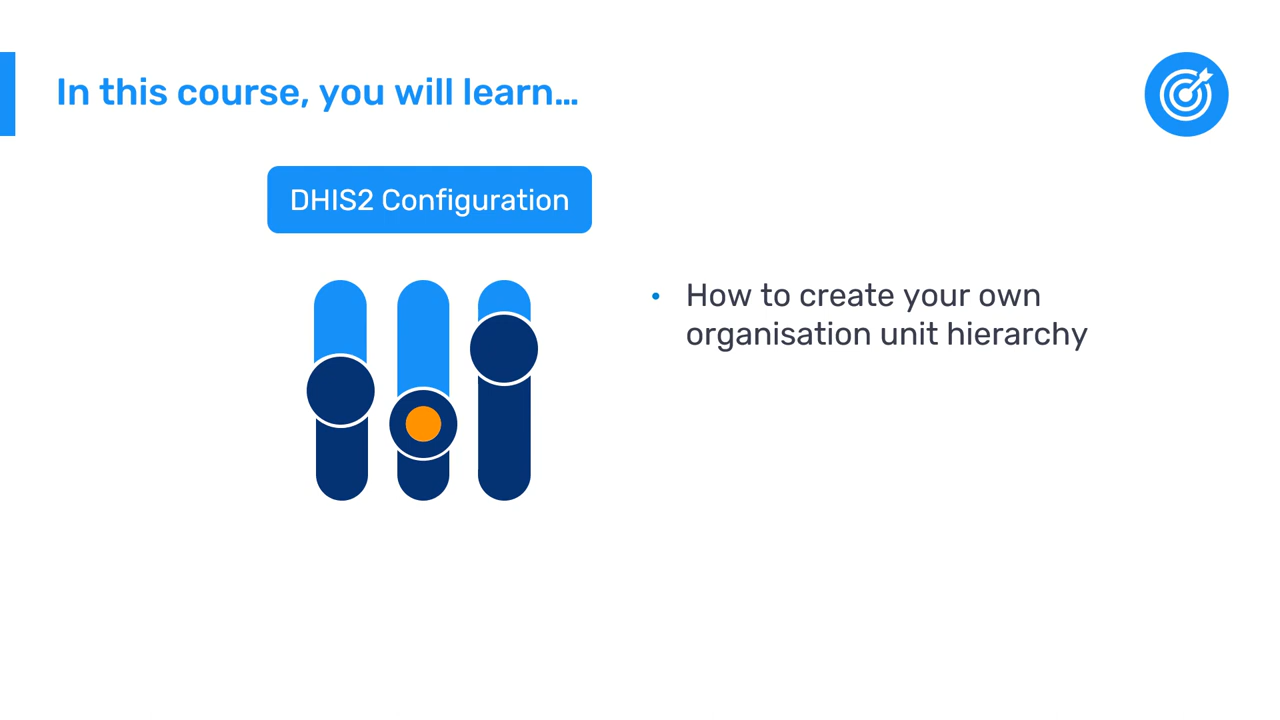 In this course, you will learn...
DHIS2 Configuration
• How to create your own
organisation unit hierarchy